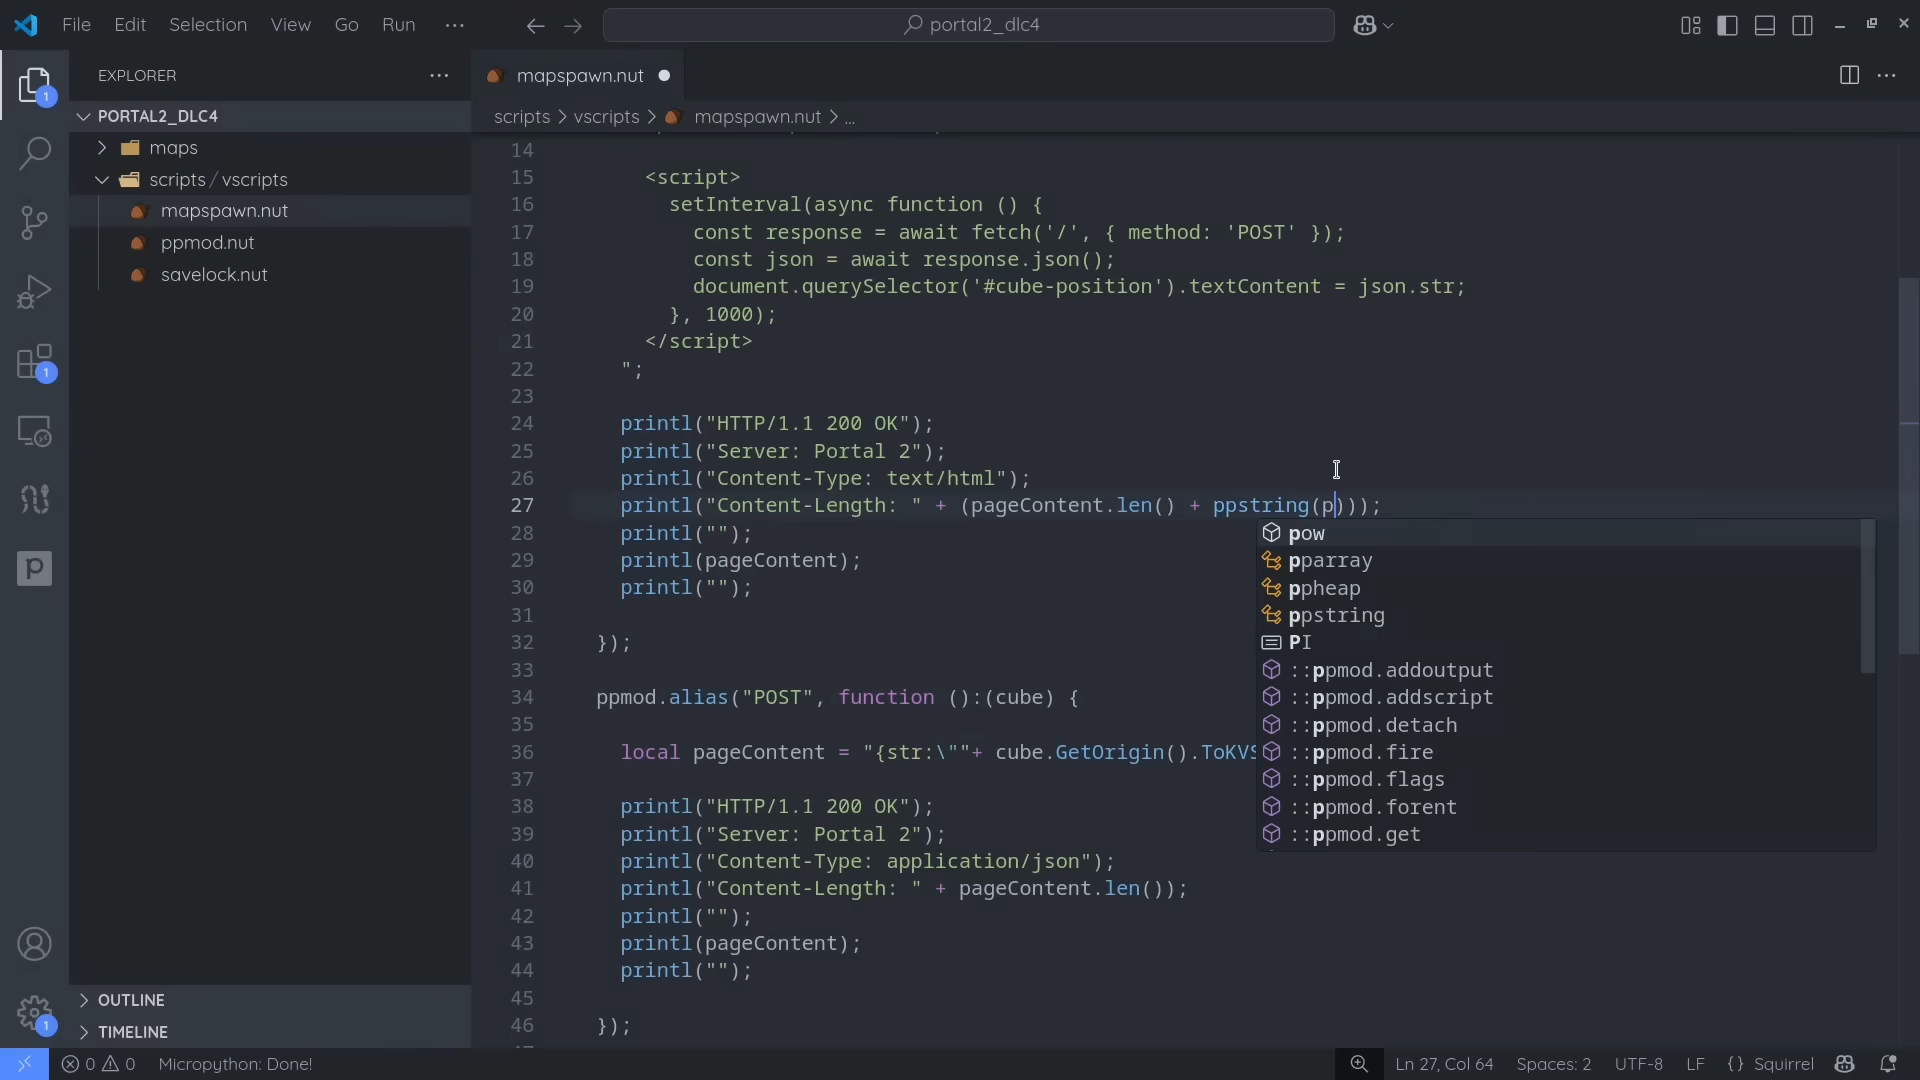 File Edit Selection View Go Run ...
portal2_dlc4
EXPLORER
mapspawn.nut
PORTAL2_DLC4
scripts > vscripts > mapspawn.nut > ...
maps
scripts / vscripts
mapspawn.nut
ppmod.nut
savelock.nut
14
15 <script>
16 setInterval(async function () {
17 const response = await fetch('/', { method: 'POST' });
18 const json = await response.json();
19 document.querySelector('#cube-position').textContent = json.str;
20 }, 1000);
21 </script>
22 ";
23
24 printl("HTTP/1.1 200 OK");
25 printl("Server: Portal 2");
26 printl("Content-Type: text/html");
27 printl("Content-Length: " + (pageContent.len() + ppstring(p)));
28 printl("");
29 printl(pageContent);
30 printl("");
31
32 });
33
34 ppmod.alias("POST", function ():(cube) {
35
36 local pageContent = "{str:\""+ cube.GetOrigin().ToKVS
37
38 printl("HTTP/1.1 200 OK");
39 printl("Server: Portal 2");
40 printl("Content-Type: application/json");
41 printl("Content-Length: " + pageContent.len());
42 printl("");
43 printl(pageContent);
44 printl("");
45
46 });
pow
pparray
ppheap
ppstring
PI
::ppmod.addoutput
::ppmod.addscript
::ppmod.detach
::ppmod.fire
::ppmod.flags
::ppmod.forent
::ppmod.get
1
1
1
OUTLINE
TIMELINE
0 0 Micropython: Done!
Ln 27, Col 64 Spaces: 2 UTF-8 LF {} Squirrel